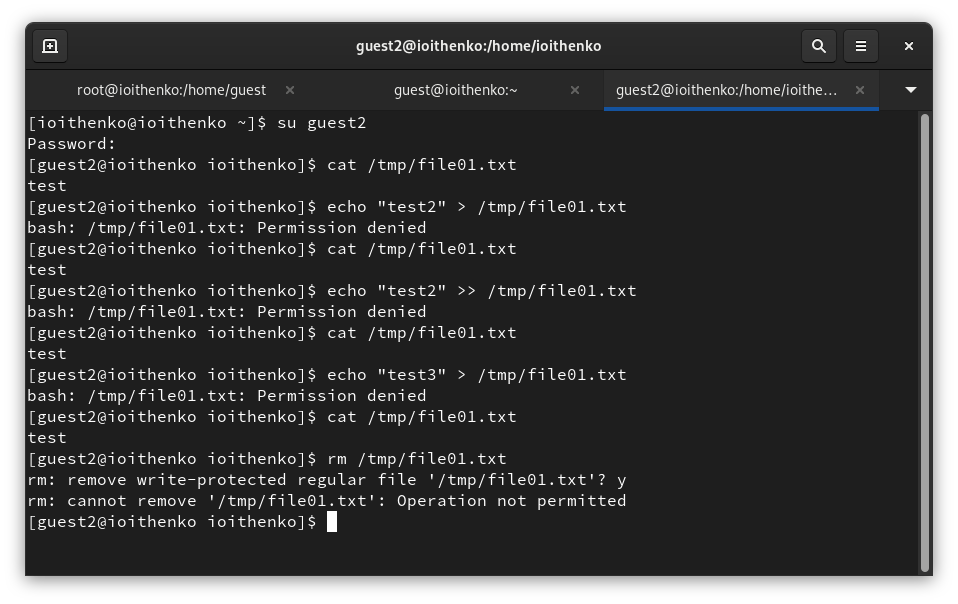 guest2@ioithenko:/home/ioithenko
root@ioithenko:/home/guest
guest@ioithenko:~
guest2@ioithenko:/home/ioithe…
[ioithenko@ioithenko ~]$ su guest2
Password:
[guest2@ioithenko ioithenko]$ cat /tmp/file01.txt
test
[guest2@ioithenko ioithenko]$ echo "test2" > /tmp/file01.txt
bash: /tmp/file01.txt: Permission denied
[guest2@ioithenko ioithenko]$ cat /tmp/file01.txt
test
[guest2@ioithenko ioithenko]$ echo "test2" >> /tmp/file01.txt
bash: /tmp/file01.txt: Permission denied
[guest2@ioithenko ioithenko]$ cat /tmp/file01.txt
test
[guest2@ioithenko ioithenko]$ echo "test3" > /tmp/file01.txt
bash: /tmp/file01.txt: Permission denied
[guest2@ioithenko ioithenko]$ cat /tmp/file01.txt
test
[guest2@ioithenko ioithenko]$ rm /tmp/file01.txt
rm: remove write-protected regular file '/tmp/file01.txt'? y
rm: cannot remove '/tmp/file01.txt': Operation not permitted
[guest2@ioithenko ioithenko]$